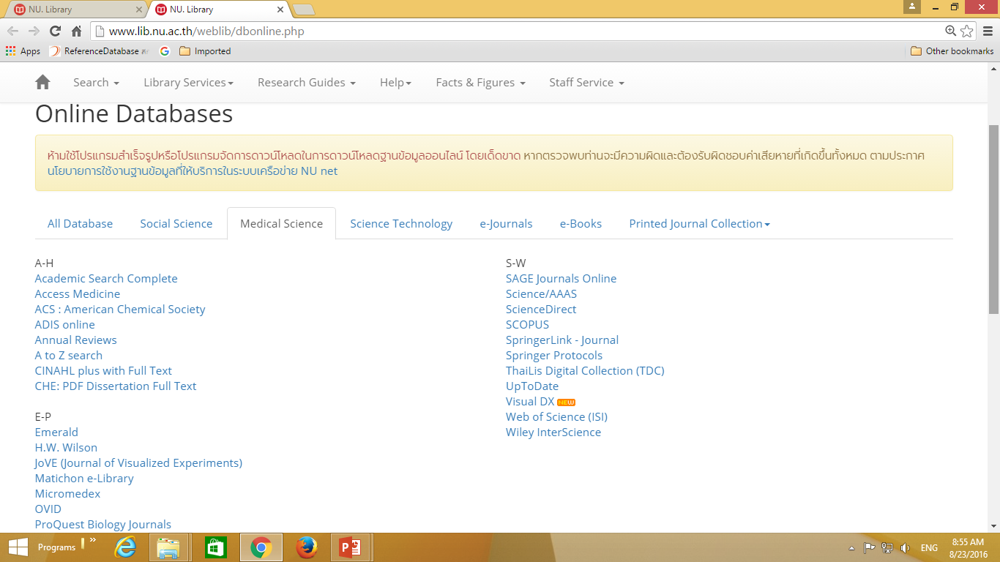 NU. Library
NU. Library
www.lib.nu.ac.th/weblib/dbonline.php
Apps
ReferenceDatabase
Imported
Other bookmarks
Search
Library Services
Research Guides
Help
Facts & Figures
Staff Service
Online Databases
ห้ามใช้โปรแกรมสำเร็จรูปหรือโปรแกรมจัดการดาวน์โหลดในการดาวน์โหลดฐานข้อมูลออนไลน์ โดยเด็ดขาด หากตรวจพบท่านจะมีความผิดและต้องรับผิดชอบค่าเสียหายที่เกิดขึ้นทั้งหมด ตามประกาศ
นโยบายการใช้งานฐานข้อมูลที่ให้บริการในระบบเครือข่าย NU net
All Database
Social Science
Medical Science
Science Technology
e-Journals
e-Books
Printed Journal Collection
A-H
Academic Search Complete
Access Medicine
ACS : American Chemical Society
ADIS online
Annual Reviews
A to Z search
CINAHL plus with Full Text
CHE: PDF Dissertation Full Text
E-P
Emerald
H.W. Wilson
JoVE (Journal of Visualized Experiments)
Matichon e-Library
Micromedex
OVID
ProQuest Biology Journals
S-W
SAGE Journals Online
Science/AAAS
ScienceDirect
SCOPUS
SpringerLink - Journal
Springer Protocols
ThaiLis Digital Collection (TDC)
UpToDate
Visual DX NEW
Web of Science (ISI)
Wiley InterScience
Programs
ENG
8:55 AM
8/23/2016